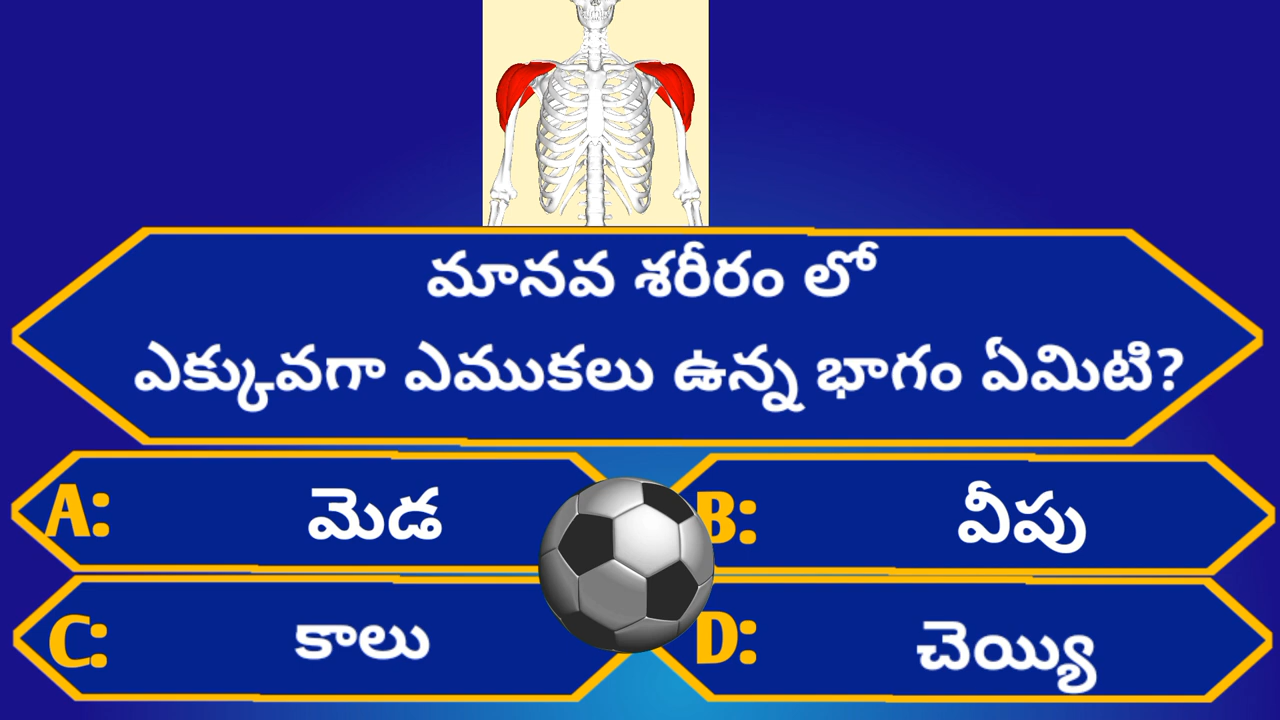 మానవ శరీరం లో
ఎక్కువగా ఎముకలు ఉన్న భాగం ఏమిటి?
A: మెడ
B: వీపు
C: కాలు
D: చెయ్యి